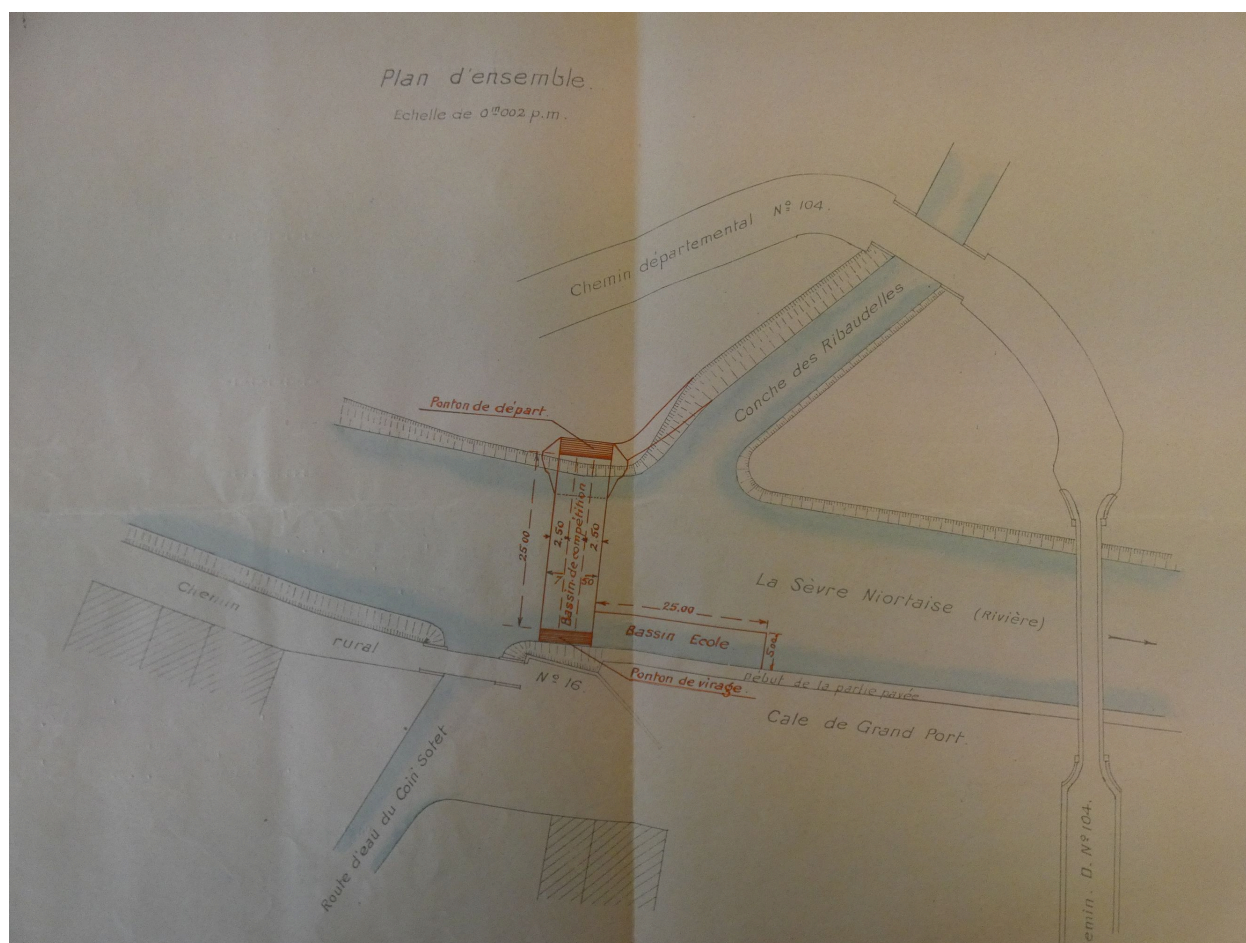 Plan d'ensemble.
Echelle de 0m002 p.m.
Chemin départemental Nº 104.
Conche des Ribaudelles
Ponton de départ.
25.00
2.50
2.50
Bassin de compétition
La Sèvre Niortaise (Rivière)
25.00
Bassin Ecole
5.00
Chemin
rural
Nº 16.
Ponton de virage.
Début de la partie pavée
Cale de Grand Port.
Route d'eau du Coin Sotet
emin. D. Nº 104.